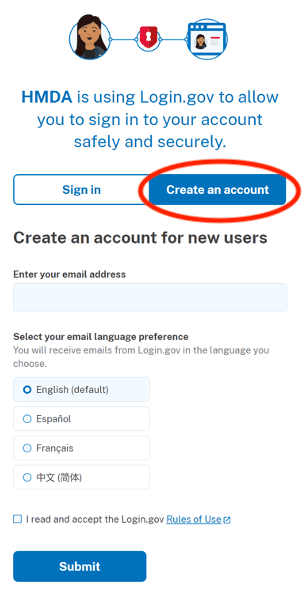 HMDA is using Login.gov to allow
you to sign in to your account
safely and securely.
Sign in
Create an account
Create an account for new users
Enter your email address
Select your email language preference
You will receive emails from Login.gov in the language you
choose.
English (default)
Español
Français
中文 (简体)
I read and accept the Login.gov Rules of Use
Submit